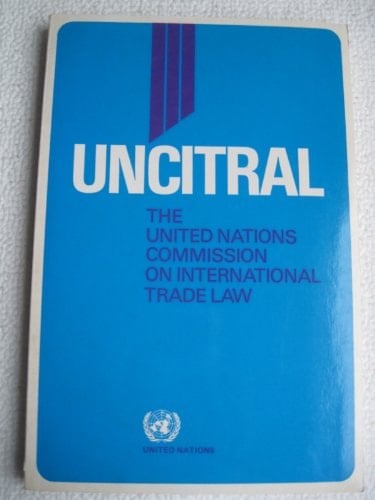 UNCITRAL
THE
UNITED NATIONS
COMMISSION
ON INTERNATIONAL
TRADE LAW
UNITED NATIONS